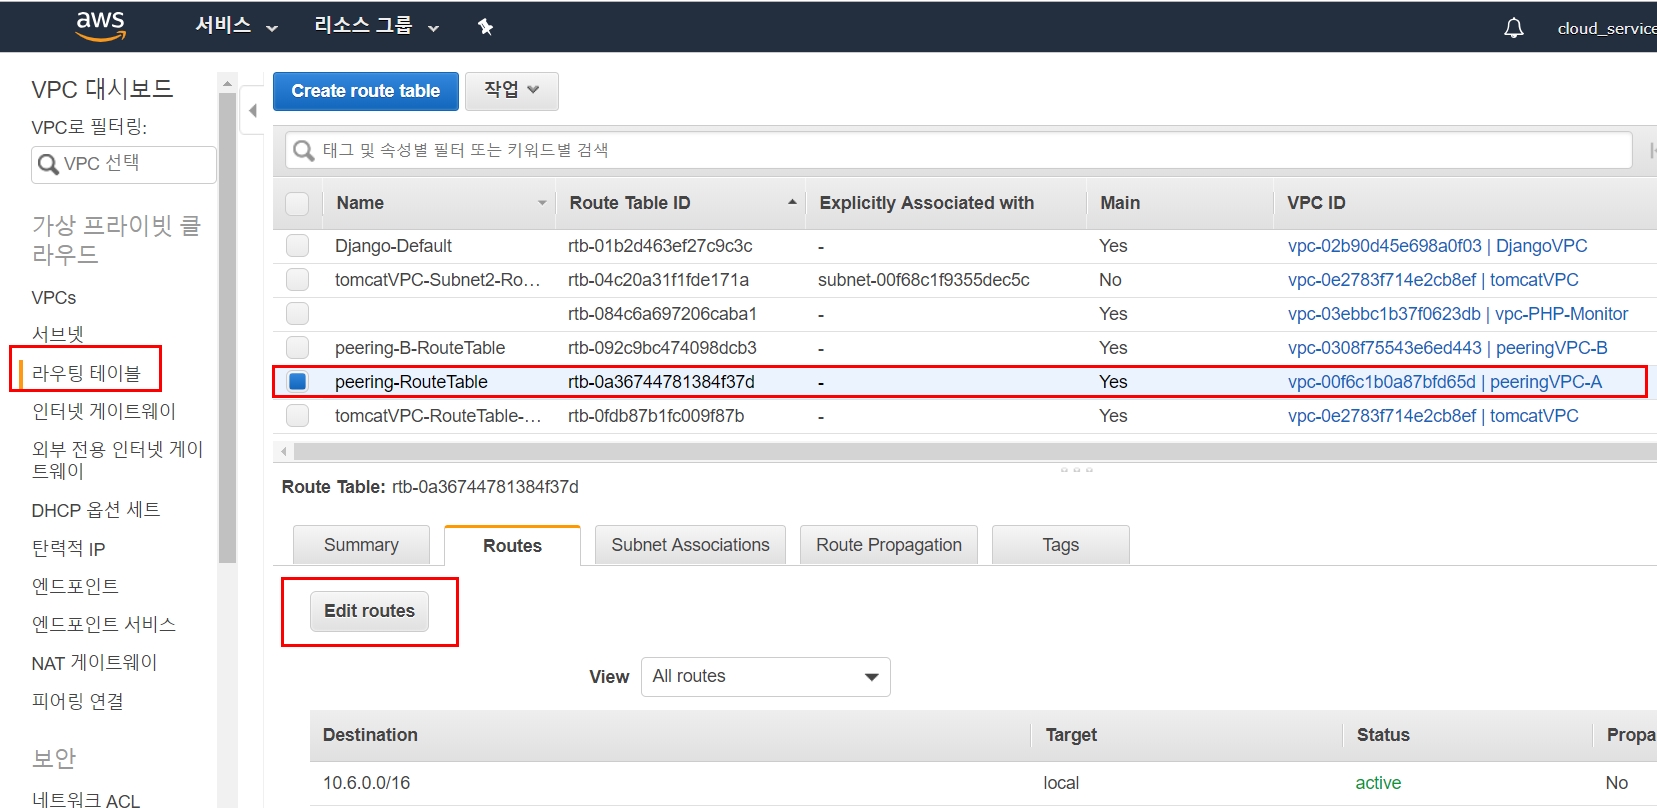 aws 서비스 리소스 그룹 cloud_service
VPC 대시보드
VPC로 필터링:
VPC 선택
가상 프라이빗 클
라우드
VPCs
서브넷
라우팅 테이블
인터넷 게이트웨이
외부 전용 인터넷 게이
트웨이
DHCP 옵션 세트
탄력적 IP
엔드포인트
엔드포인트 서비스
NAT 게이트웨이
피어링 연결
보안
네트워크 ACL
Create route table 작업
태그 및 속성별 필터 또는 키워드별 검색
Name Route Table ID Explicitly Associated with Main VPC ID
Django-Default rtb-01b2d463ef27c9c3c - Yes vpc-02b90d45e698a0f03 | DjangoVPC
tomcatVPC-Subnet2-Ro... rtb-04c20a31f1fde171a subnet-00f68c1f9355dec5c No vpc-0e2783f714e2cb8ef | tomcatVPC
rtb-084c6a697206caba1 - Yes vpc-03ebbc1b37f0623db | vpc-PHP-Monitor
peering-B-RouteTable rtb-092c9bc474098dcb3 - Yes vpc-0308f75543e6ed443 | peeringVPC-B
peering-RouteTable rtb-0a36744781384f37d - Yes vpc-00f6c1b0a87bfd65d | peeringVPC-A
tomcatVPC-RouteTable-... rtb-0fdb87b1fc009f87b - Yes vpc-0e2783f714e2cb8ef | tomcatVPC
Route Table: rtb-0a36744781384f37d
Summary Routes Subnet Associations Route Propagation Tags
Edit routes
View All routes
Destination Target Status Propa
10.6.0.0/16 local active No